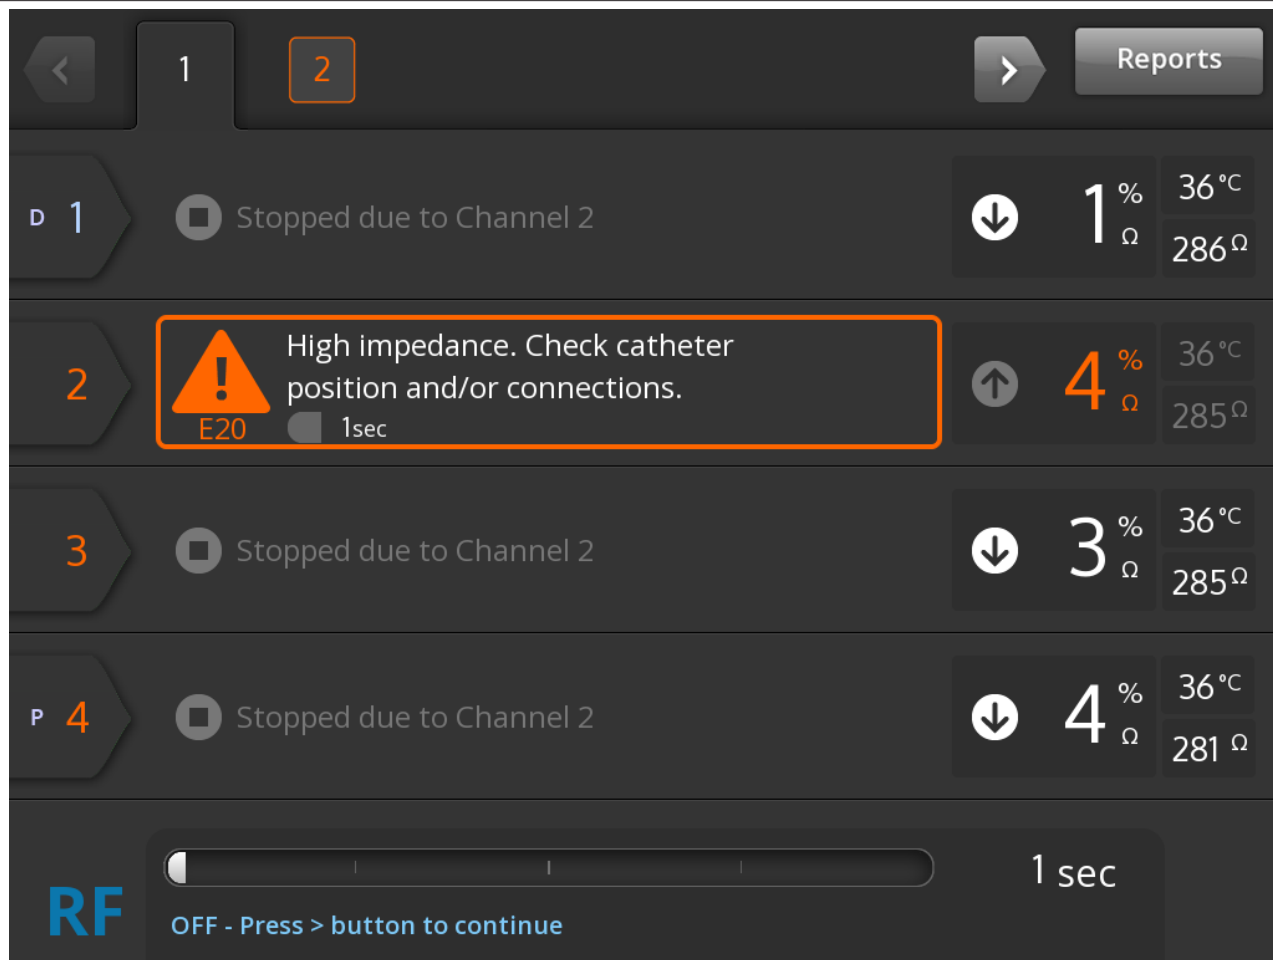 1 2 Reports
D 1 Stopped due to Channel 2 1 % Ω 36 °C
286 Ω
2 High impedance. Check catheter
position and/or connections.
E20 1sec
4 % Ω 36 °C
285 Ω
3 Stopped due to Channel 2 3 % Ω 36 °C
285 Ω
P 4 Stopped due to Channel 2 4 % Ω 36 °C
281 Ω
1 sec
RF OFF - Press > button to continue